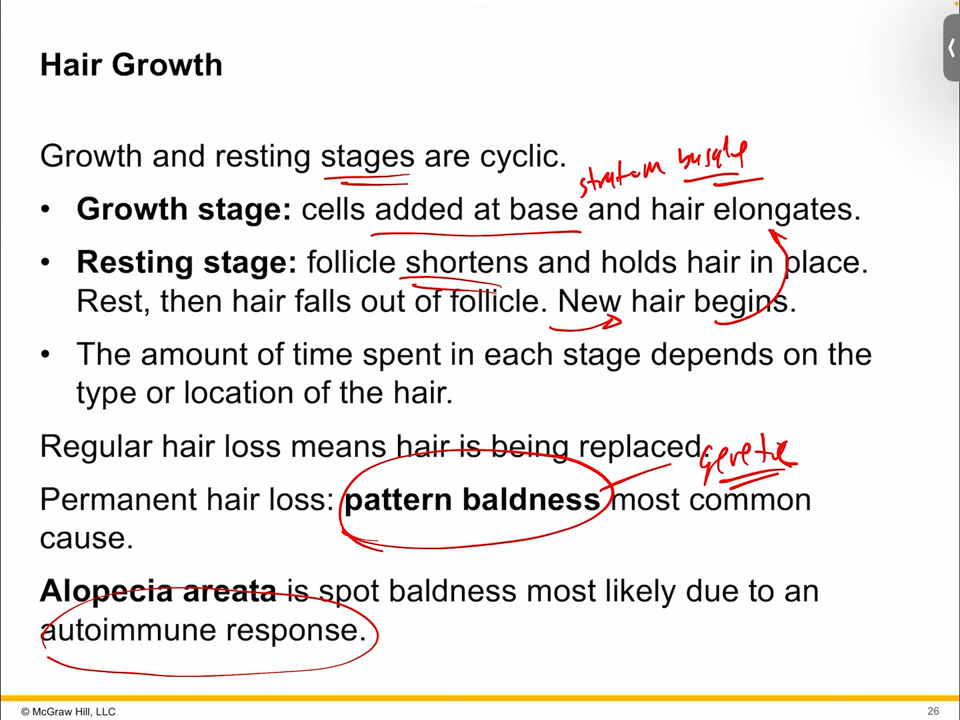 Hair Growth
Growth and resting stages are cyclic.
stratum basale
• Growth stage: cells added at base and hair elongates.
• Resting stage: follicle shortens and holds hair in place.
Rest, then hair falls out of follicle. New hair begins.
• The amount of time spent in each stage depends on the
type or location of the hair.
Regular hair loss means hair is being replaced.
genetic
Permanent hair loss: pattern baldness most common
cause.
Alopecia areata is spot baldness most likely due to an
autoimmune response.
© McGraw Hill, LLC
26